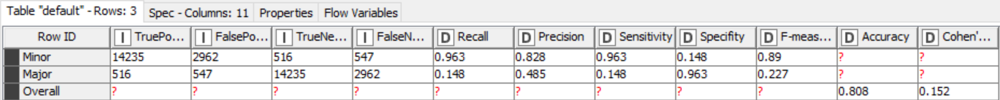 Table "default" - Rows: 3 Spec - Columns: 11 Properties Flow Variables
Row ID I TruePo... I FalsePo... I TrueNe... I FalseN... D Recall D Precision D Sensitivity D Specifity D F-meas... D Accuracy D Cohen'...
Minor 14235 2962 516 547 0.963 0.828 0.963 0.148 0.89 ? ?
Major 516 547 14235 2962 0.148 0.485 0.148 0.963 0.227 ? ?
Overall ? ? ? ? ? ? ? ? ? 0.808 0.152